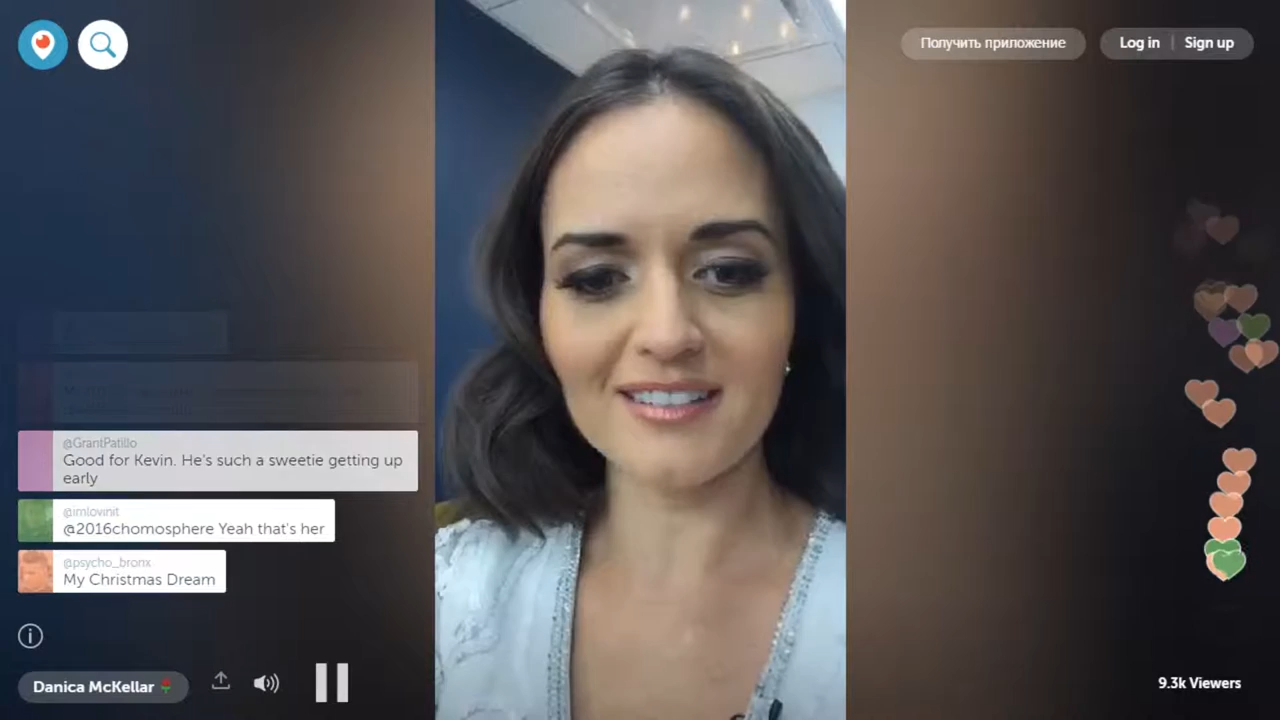 Получить приложение
Log in
Sign up
@GrantPatillo
Good for Kevin. He's such a sweetie getting up
early
@imlovinit
@2016chomosphere Yeah that's her
@psycho_bronx
My Christmas Dream
Danica McKellar
9.3k Viewers